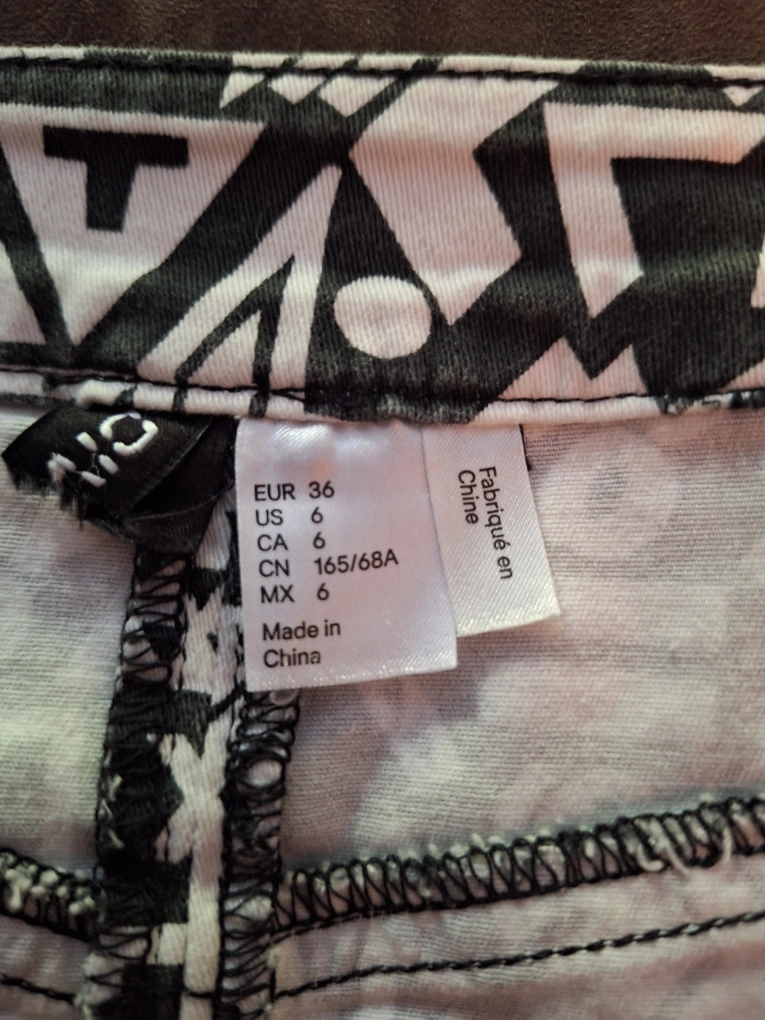 EUR 36
US 6
CA 6
CN 165/68A
MX 6
Made in
China
Fabriqué en
Chine